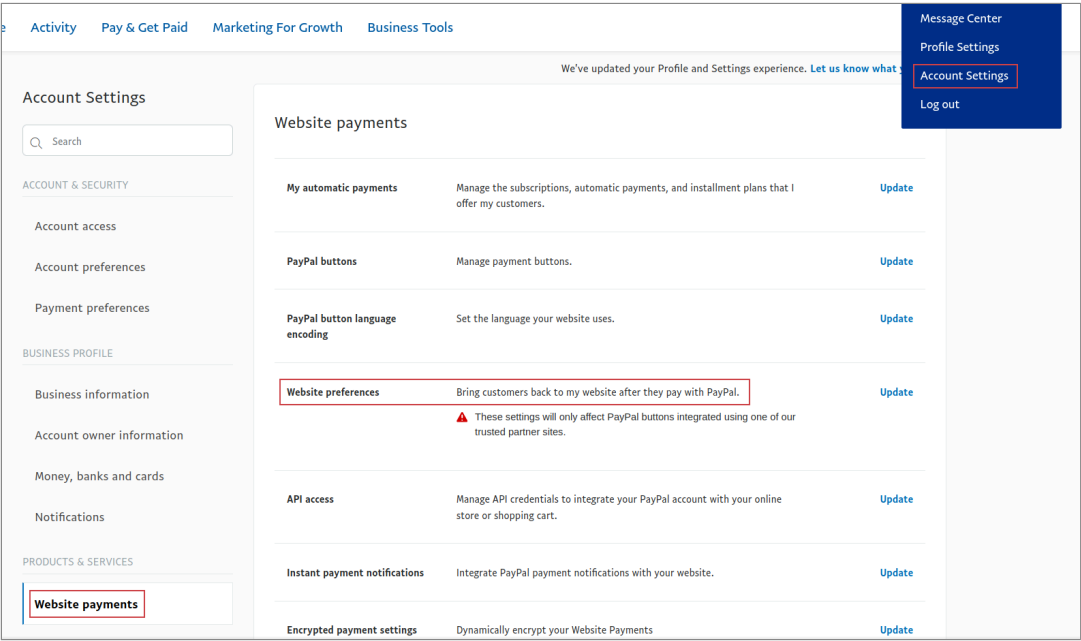 Activity Pay & Get Paid Marketing For Growth Business Tools
Message Center
Profile Settings
Account Settings
Log out
We've updated your Profile and Settings experience. Let us know what
Account Settings
Search
ACCOUNT & SECURITY
Account access
Account preferences
Payment preferences
BUSINESS PROFILE
Business information
Account owner information
Money, banks and cards
Notifications
PRODUCTS & SERVICES
Website payments
Website payments
My automatic payments
Manage the subscriptions, automatic payments, and installment plans that I
offer my customers.
Update
PayPal buttons
Manage payment buttons.
Update
PayPal button language
encoding
Set the language your website uses.
Update
Website preferences
Bring customers back to my website after they pay with PayPal.
Update
These settings will only affect PayPal buttons integrated using one of our
trusted partner sites.
API access
Manage API credentials to integrate your PayPal account with your online
store or shopping cart.
Update
Instant payment notifications
Integrate PayPal payment notifications with your website.
Update
Encrypted payment settings
Dynamically encrypt your Website Payments
Update